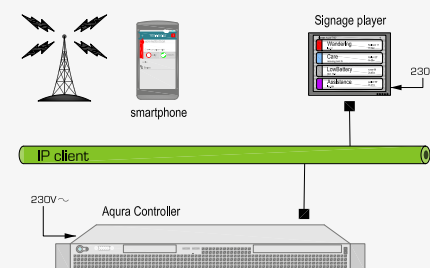 Signage player
Wandering
Care
LowBattery
Assistance
230
smartphone
IP client
230V~
Aqura Controller